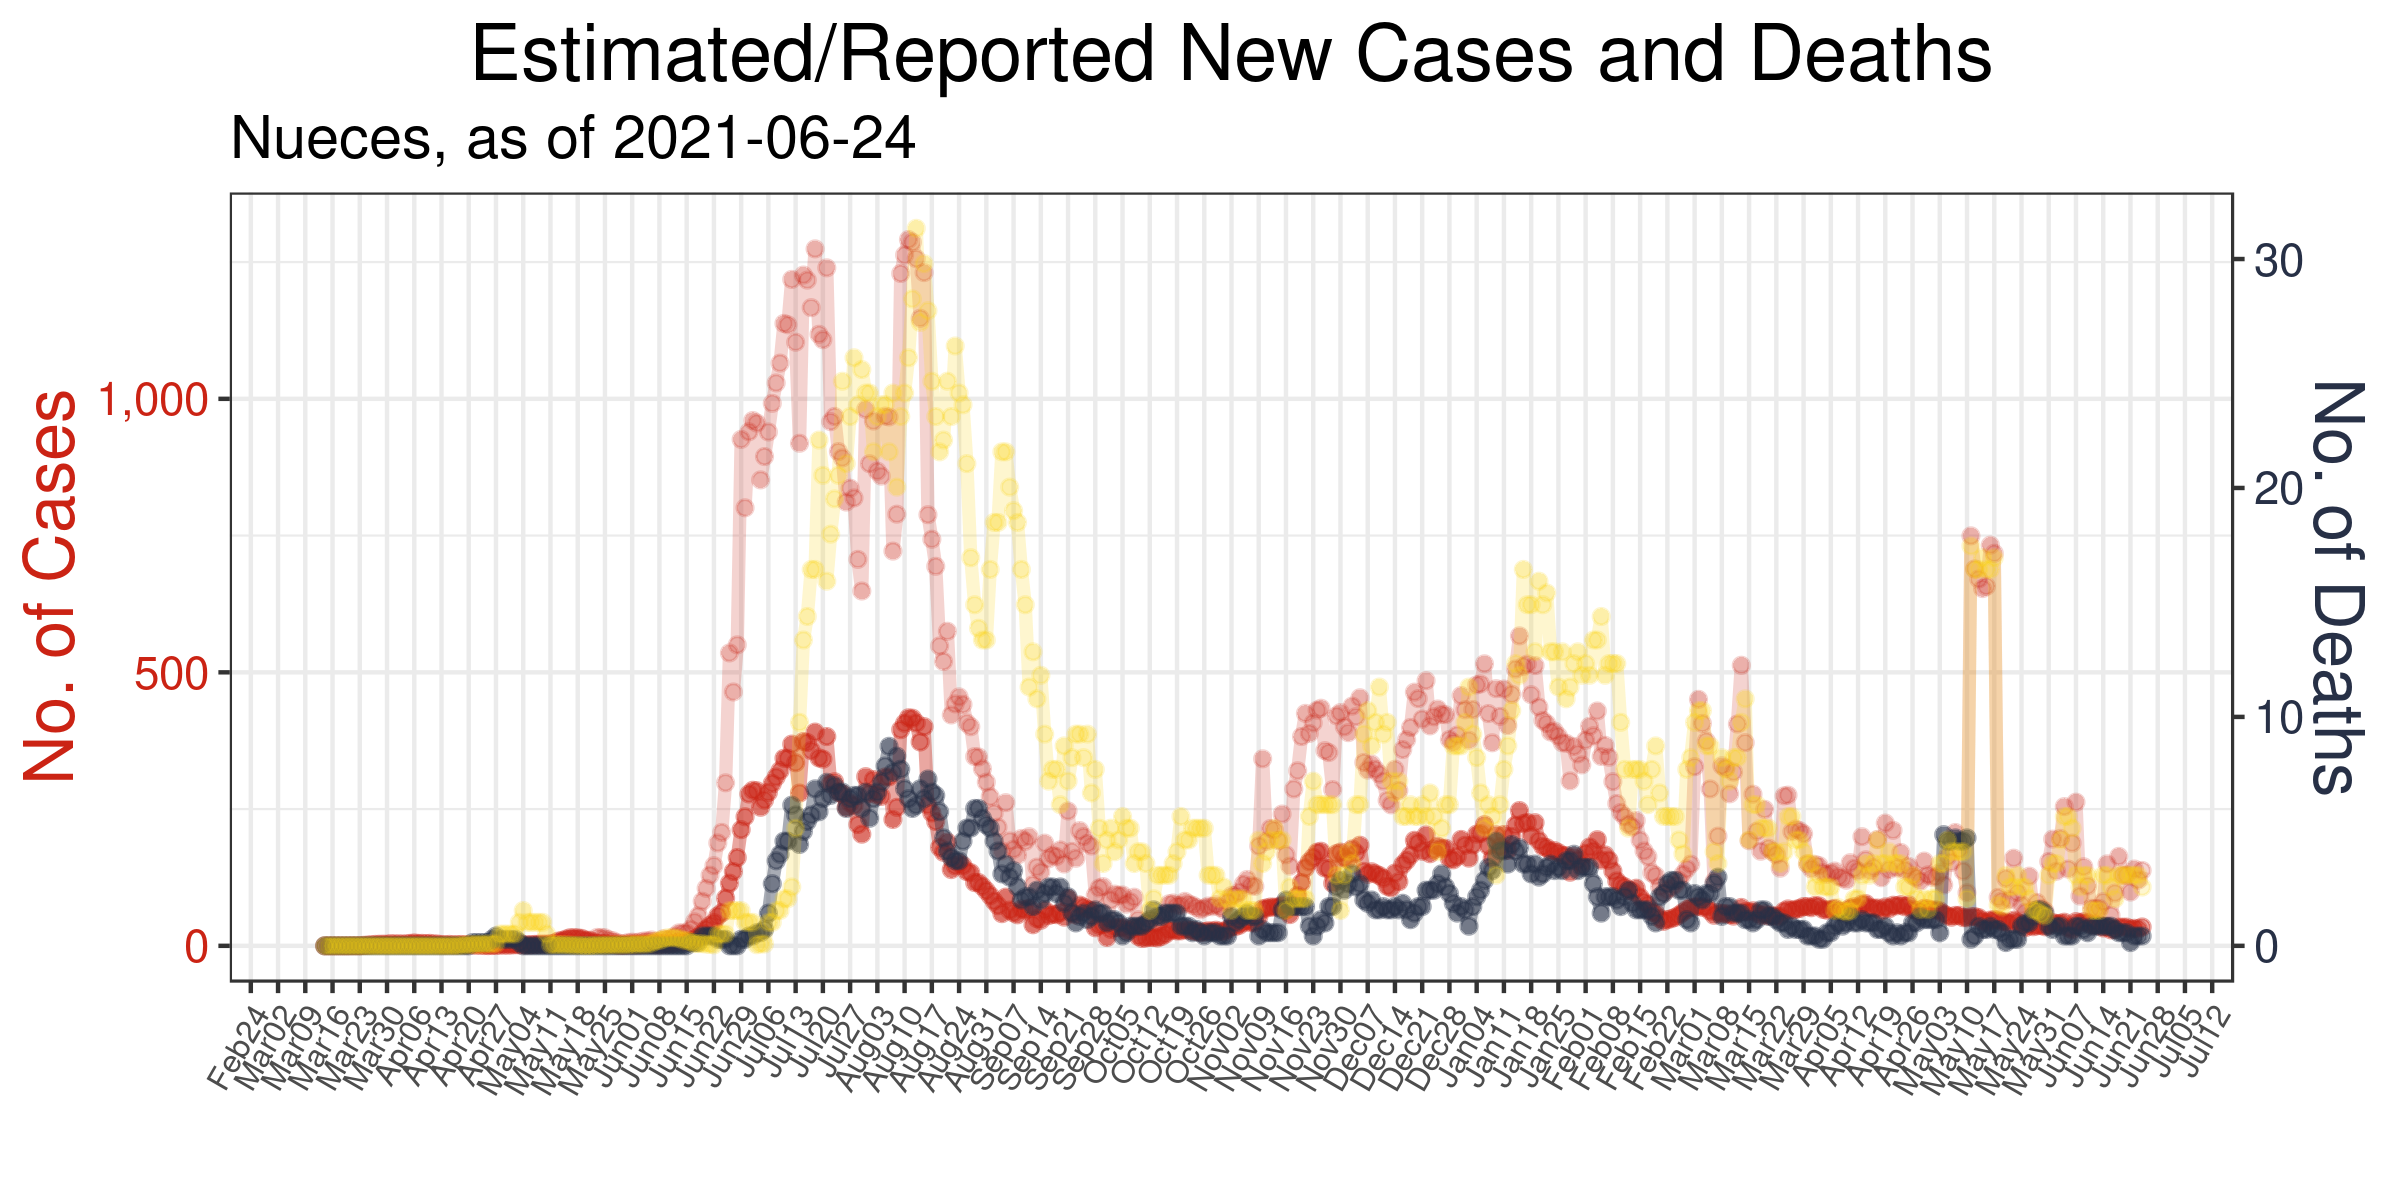 Estimated/Reported New Cases and Deaths
Nueces, as of 2021-06-24
No. of Cases
1,000
500
0
30
20
10
0
No. of Deaths
Feb24
Mar02
Mar09
Mar16
Mar23
Mar30
Apr06
Apr13
Apr20
Apr27
May04
May11
May18
May25
Jun01
Jun08
Jun15
Jun22
Jun29
Jul06
Jul13
Jul20
Jul27
Aug03
Aug10
Aug17
Aug24
Aug31
Sep07
Sep14
Sep21
Sep28
Oct05
Oct12
Oct19
Oct26
Nov02
Nov09
Nov16
Nov23
Nov30
Dec07
Dec14
Dec21
Dec28
Jan04
Jan11
Jan18
Jan25
Feb01
Feb08
Feb15
Feb22
Mar01
Mar08
Mar15
Mar22
Mar29
Apr05
Apr12
Apr19
Apr26
May03
May10
May17
May24
May31
Jun07
Jun14
Jun21
Jun28
Jul05
Jul12